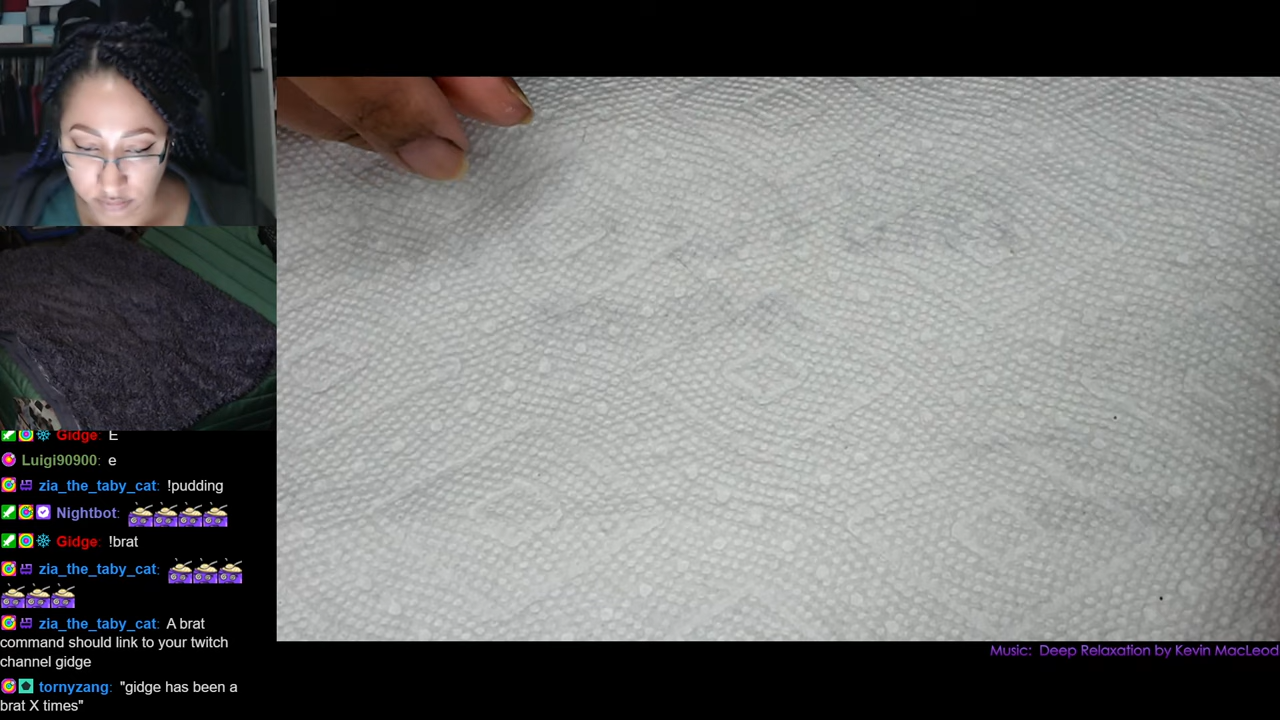 Gidge: E
Luigi90900: e
zia_the_taby_cat: !pudding
Nightbot:
Gidge: !brat
zia_the_taby_cat:
zia_the_taby_cat: A brat
command should link to your twitch
channel gidge
tornyzang: "gidge has been a
brat X times"
Music: Deep Relaxation by Kevin MacLeod